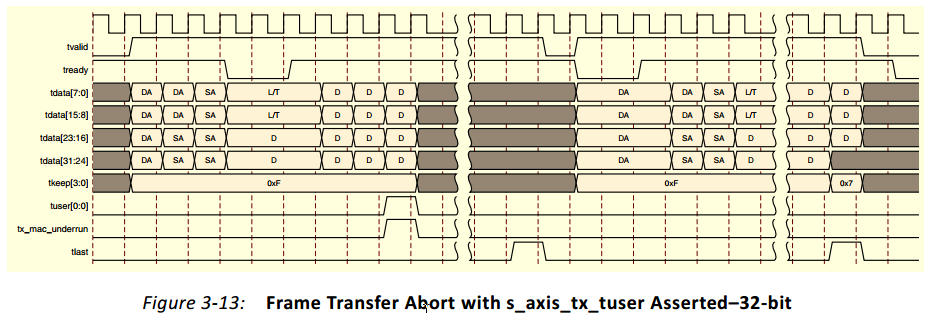 tvalid
tready
tdata[7:0] DA DA SA L/T D D D DA DA SA L/T D D
tdata[15:8] DA DA SA L/T D D D DA DA SA L/T D D
tdata[23:16] DA SA SA D D D D DA SA SA D D D
tdata[31:24] DA SA SA D D D D DA SA SA D D
tkeep[3:0] 0xF 0xF 0x7
tuser[0:0]
tx_mac_underrun
tlast
Figure 3-13: Frame Transfer Abort with s_axis_tx_tuser Asserted–32-bit